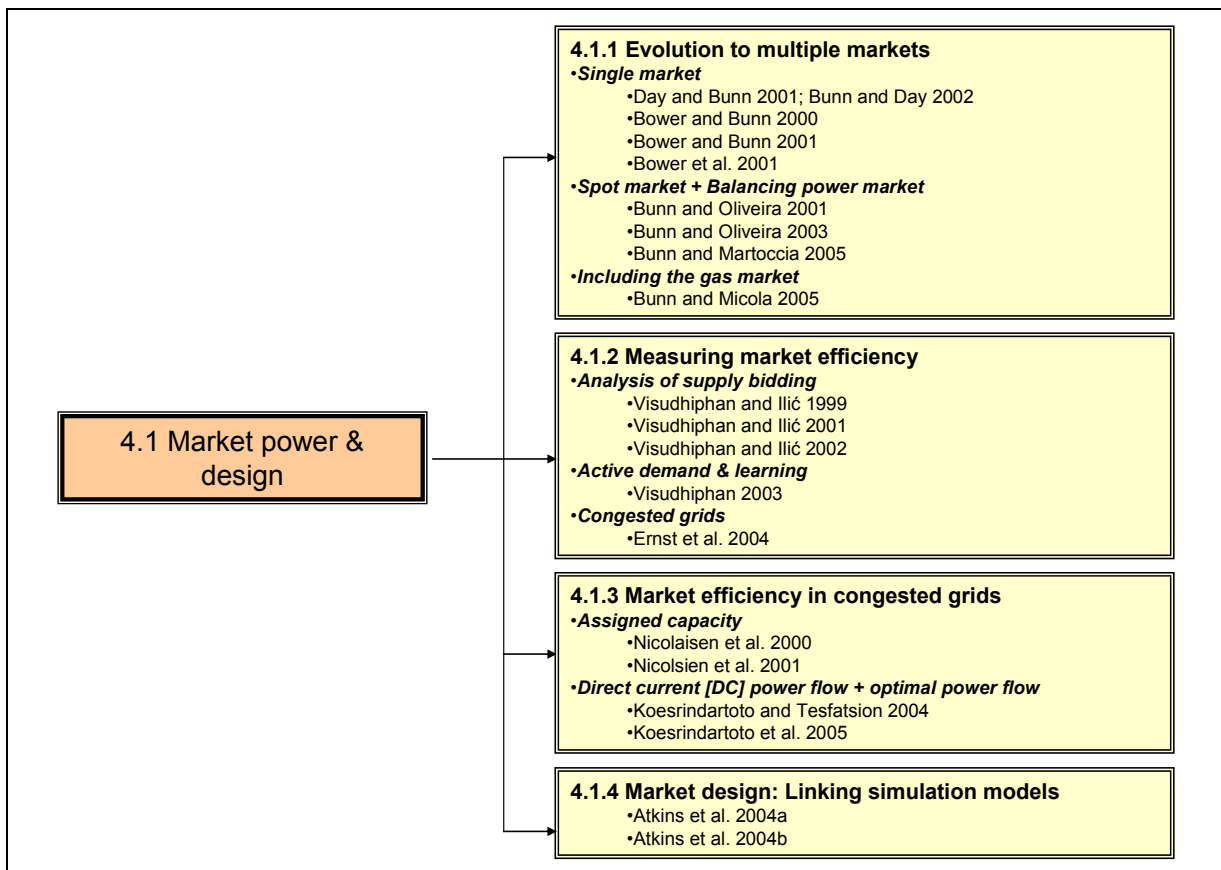 4.1 Market power &
design
4.1.1 Evolution to multiple markets
•Single market
•Day and Bunn 2001; Bunn and Day 2002
•Bower and Bunn 2000
•Bower and Bunn 2001
•Bower et al. 2001
•Spot market + Balancing power market
•Bunn and Oliveira 2001
•Bunn and Oliveira 2003
•Bunn and Martoccia 2005
•Including the gas market
•Bunn and Micola 2005
4.1.2 Measuring market efficiency
•Analysis of supply bidding
•Visudhiphan and Ilić 1999
•Visudhiphan and Ilić 2001
•Visudhiphan and Ilić 2002
•Active demand & learning
•Visudhiphan 2003
•Congested grids
•Ernst et al. 2004
4.1.3 Market efficiency in congested grids
•Assigned capacity
•Nicolaisen et al. 2000
•Nicolsien et al. 2001
•Direct current [DC] power flow + optimal power flow
•Koesrindartoto and Tesfatsion 2004
•Koesrindartoto et al. 2005
4.1.4 Market design: Linking simulation models
•Atkins et al. 2004a
•Atkins et al. 2004b